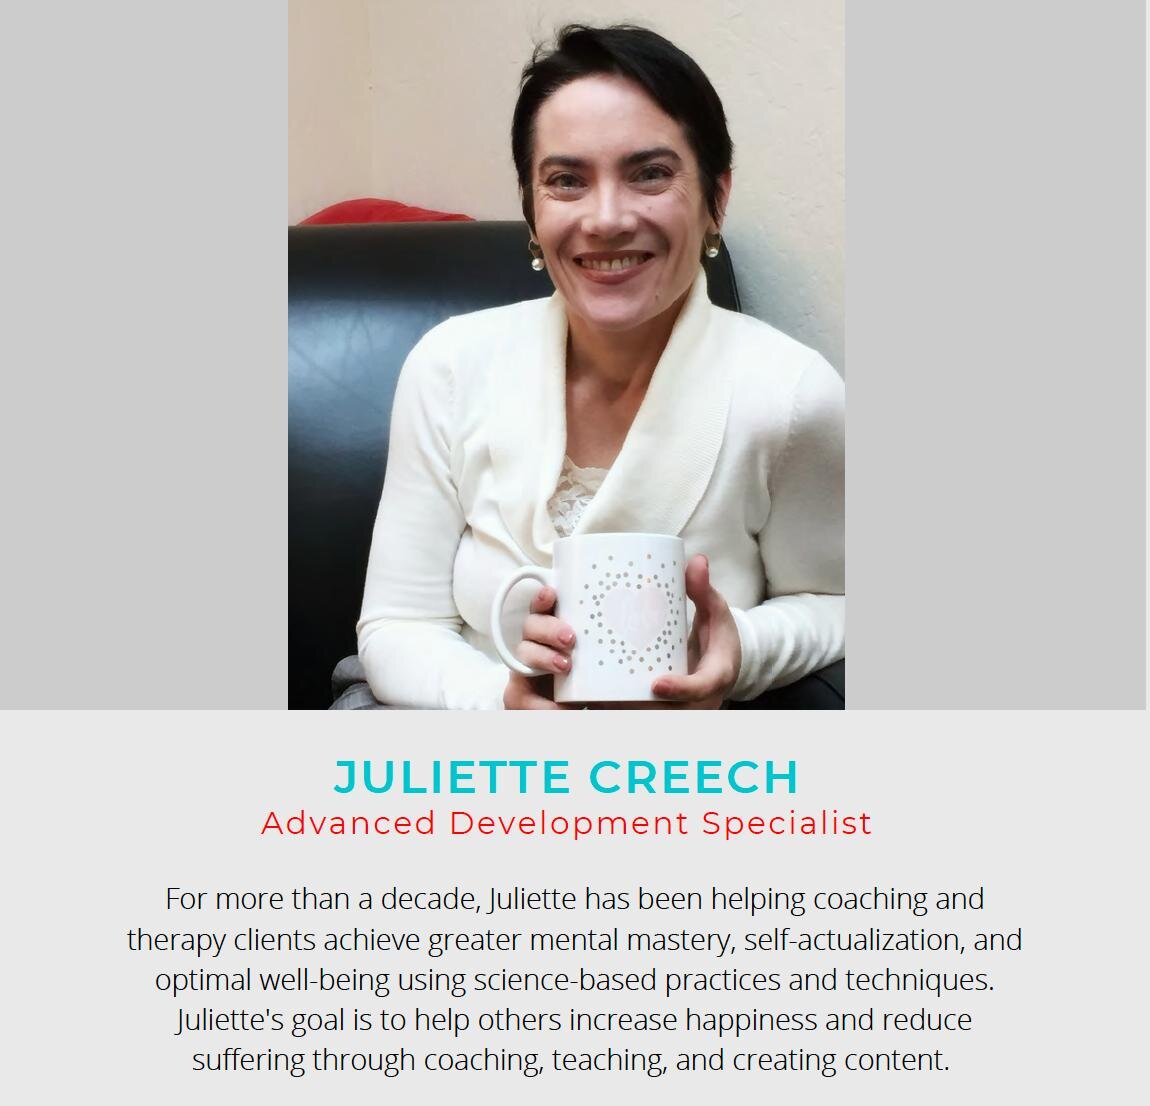 JULIETTE CREECH
Advanced Development Specialist
For more than a decade, Juliette has been helping coaching and
therapy clients achieve greater mental mastery, self-actualization, and
optimal well-being using science-based practices and techniques.
Juliette's goal is to help others increase happiness and reduce
suffering through coaching, teaching, and creating content.